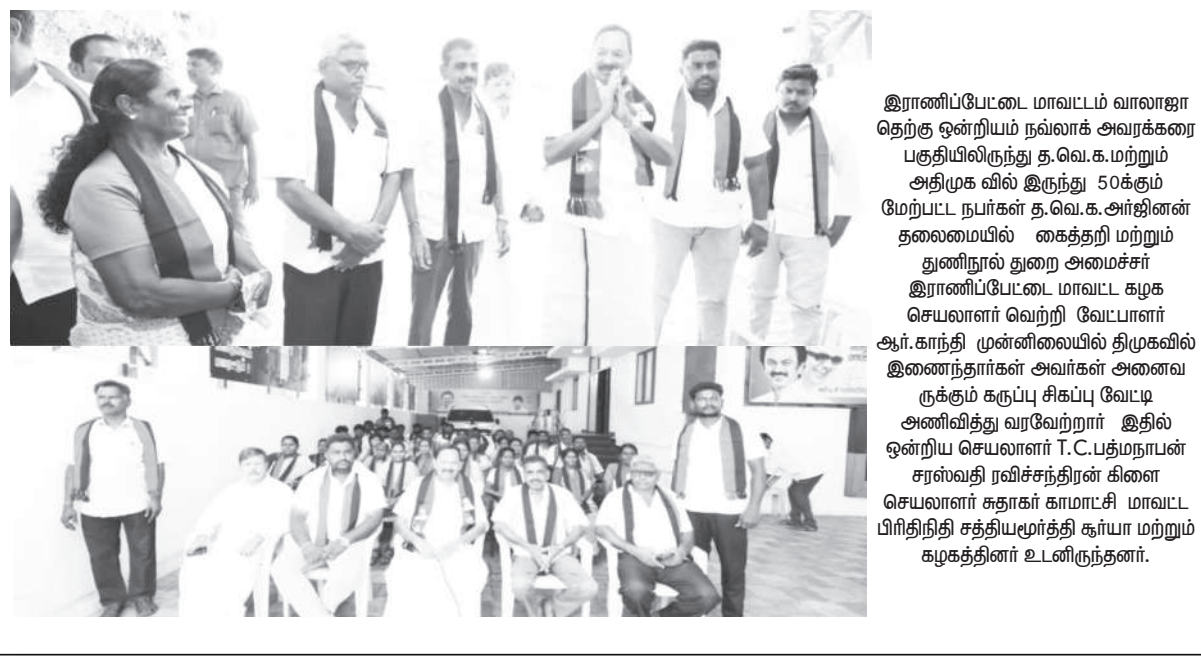 இராணிப்பேட்டை மாவட்டம் வாலாஜா
தெற்கு ஒன்றியம் நவ்லாக் அவரக்கரை
பகுதியிலிருந்து த.வெ.க.மற்றும்
அதிமுக வில் இருந்து 50க்கும்
மேற்பட்ட நபர்கள் த.வெ.க.அர்ஜினன்
தலைமையில் கைத்தறி மற்றும்
துணிநூல் துறை அமைச்சர்
இராணிப்பேட்டை மாவட்ட கழக
செயலாளர் வெற்றி வேட்பாளர்
ஆர்.காந்தி முன்னிலையில் திமுகவில்
இணைந்தார்கள் அவர்கள் அனைவ
ருக்கும் கருப்பு சிகப்பு வேட்டி
அணிவித்து வரவேற்றார் இதில்
ஒன்றிய செயலாளர் T.C.பத்மநாபன்
சரஸ்வதி ரவிச்சந்திரன் கிளை
செயலாளர் சுதாகர் காமாட்சி மாவட்ட
பிரிதிநிதி சத்தியமூர்த்தி சூர்யா மற்றும்
கழகத்தினர் உடனிருந்தனர்.